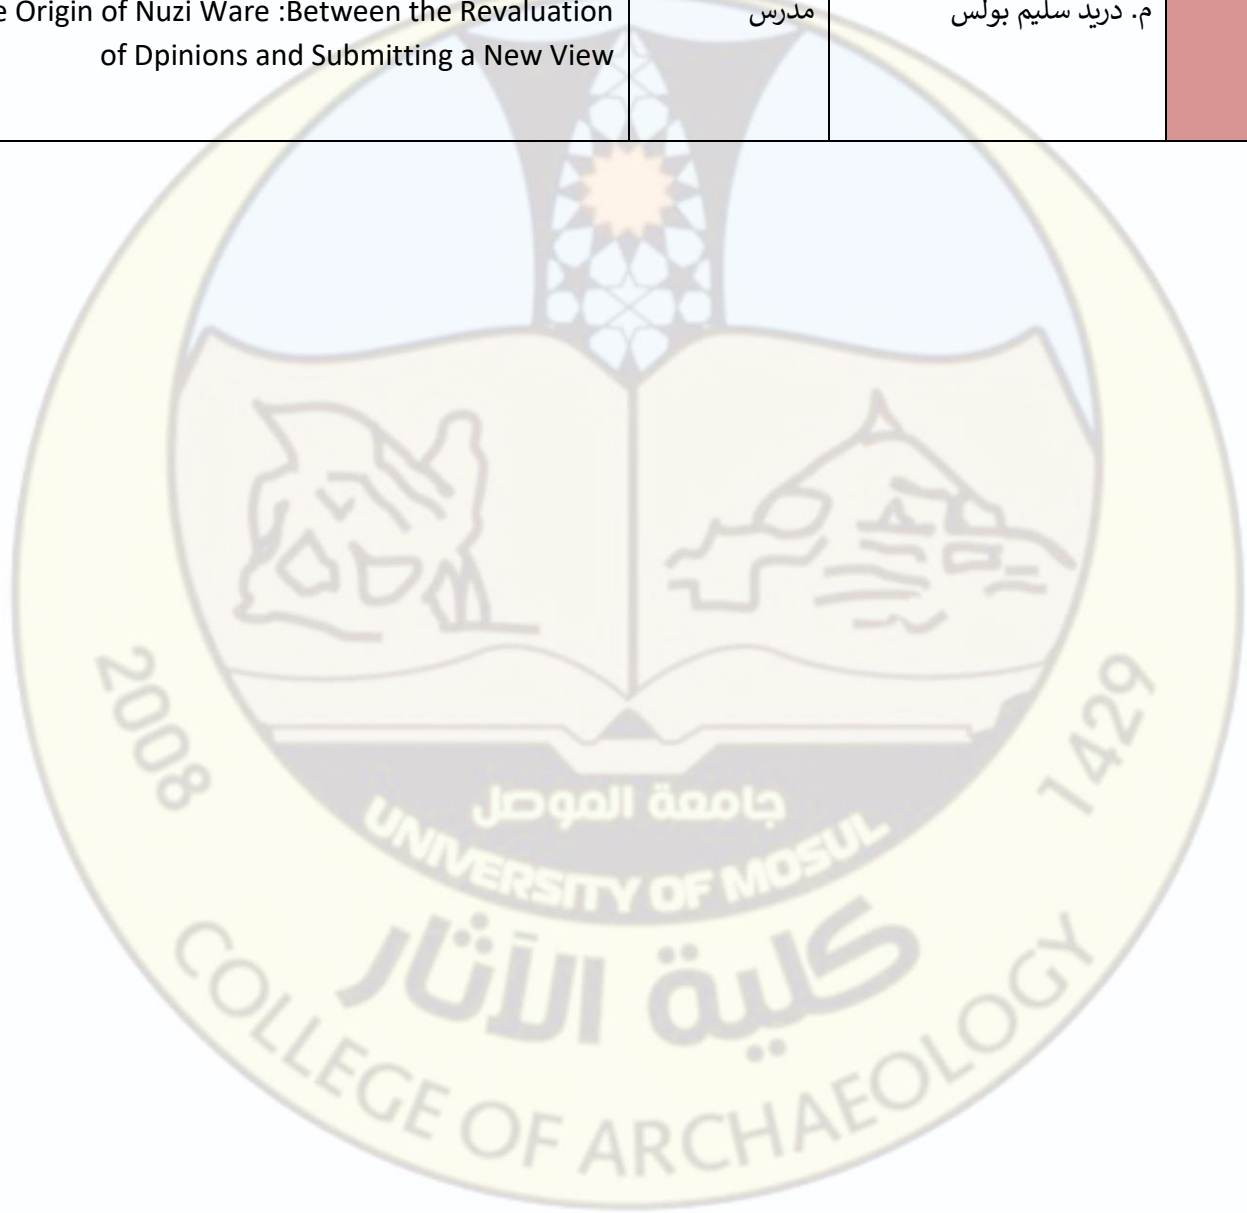 م. دريد سليم بولس
مدرس
e Origin of Nuzi Ware :Between the Revaluation
of Dpinions and Submitting a New View
2008
1429
جامعة الموصل
UNIVERSITY OF MOSUL
كلية الآثار
COLLEGE OF ARCHAEOLOGY